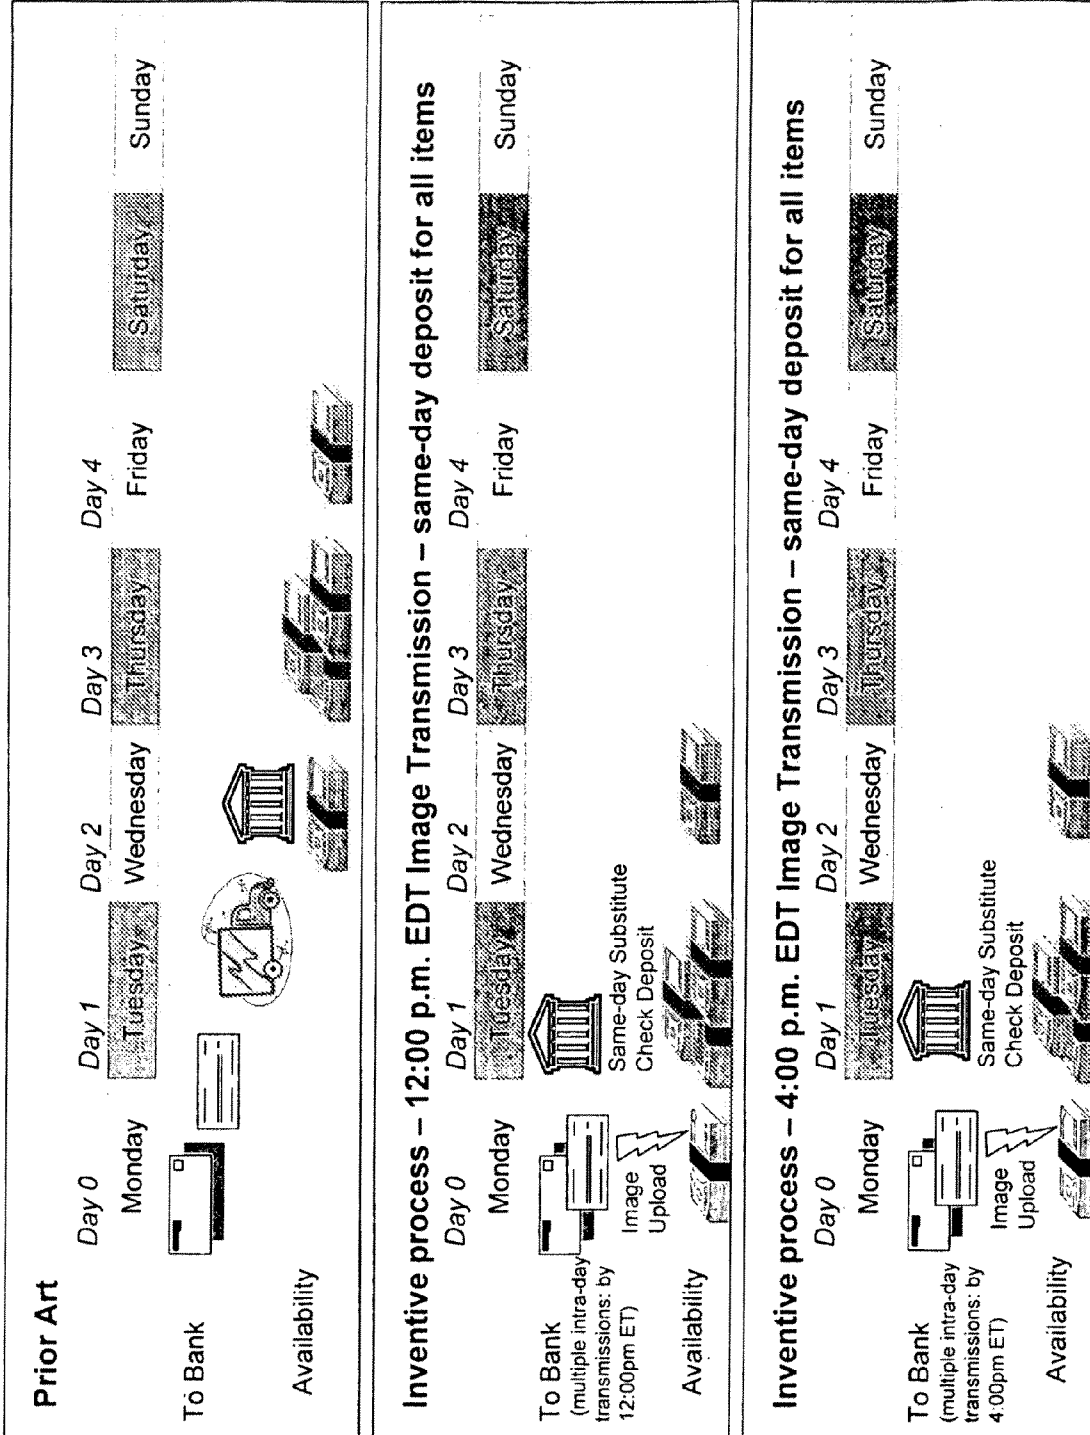 Prior Art
Day 0 Day 1 Day 2 Day 3 Day 4
Monday Tuesday Wednesday Thursday Friday Saturday Sunday
To Bank
Availability
Inventive process – 12:00 p.m. EDT Image Transmission – same-day deposit for all items
Day 0 Day 1 Day 2 Day 3 Day 4
Monday Tuesday Wednesday Thursday Friday Saturday Sunday
To Bank
(multiple intra-day
transmissions: by
12:00pm ET)
Image
Upload
Same-day Substitute
Check Deposit
Availability
Inventive process – 4:00 p.m. EDT Image Transmission – same-day deposit for all items
Day 0 Day 1 Day 2 Day 3 Day 4
Monday Tuesday Wednesday Thursday Friday Saturday Sunday
To Bank
(multiple intra-day
transmissions: by
4:00pm ET)
Image
Upload
Same-day Substitute
Check Deposit
Availability